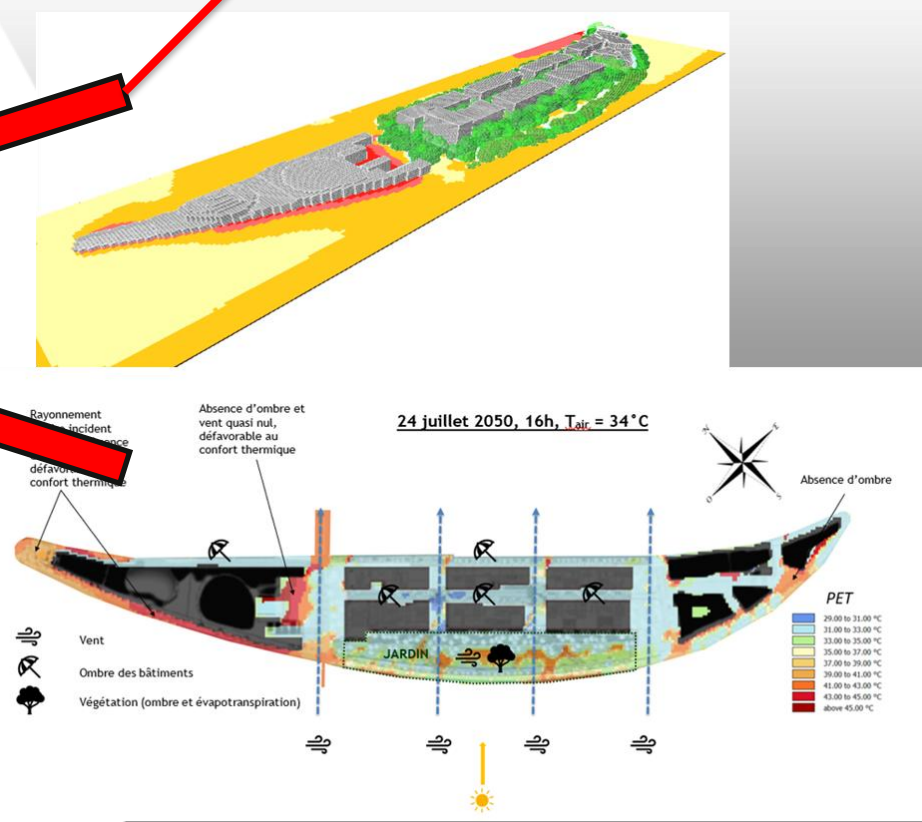 Rayonnement
incident
défavor
confort thermique
Absence d'ombre et
vent quasi nul,
défavorable au
confort thermique
24 juillet 2050, 16h, Tair = 34°C
N
E
O
S
Absence d'ombre
JARDIN
Vent
Ombre des bâtiments
Végétation (ombre et évapotranspiration)
PET
29.00 to 31.00 °C
31.00 to 33.00 °C
33.00 to 35.00 °C
35.00 to 37.00 °C
37.00 to 39.00 °C
39.00 to 41.00 °C
41.00 to 43.00 °C
43.00 to 45.00 °C
above 45.00 °C